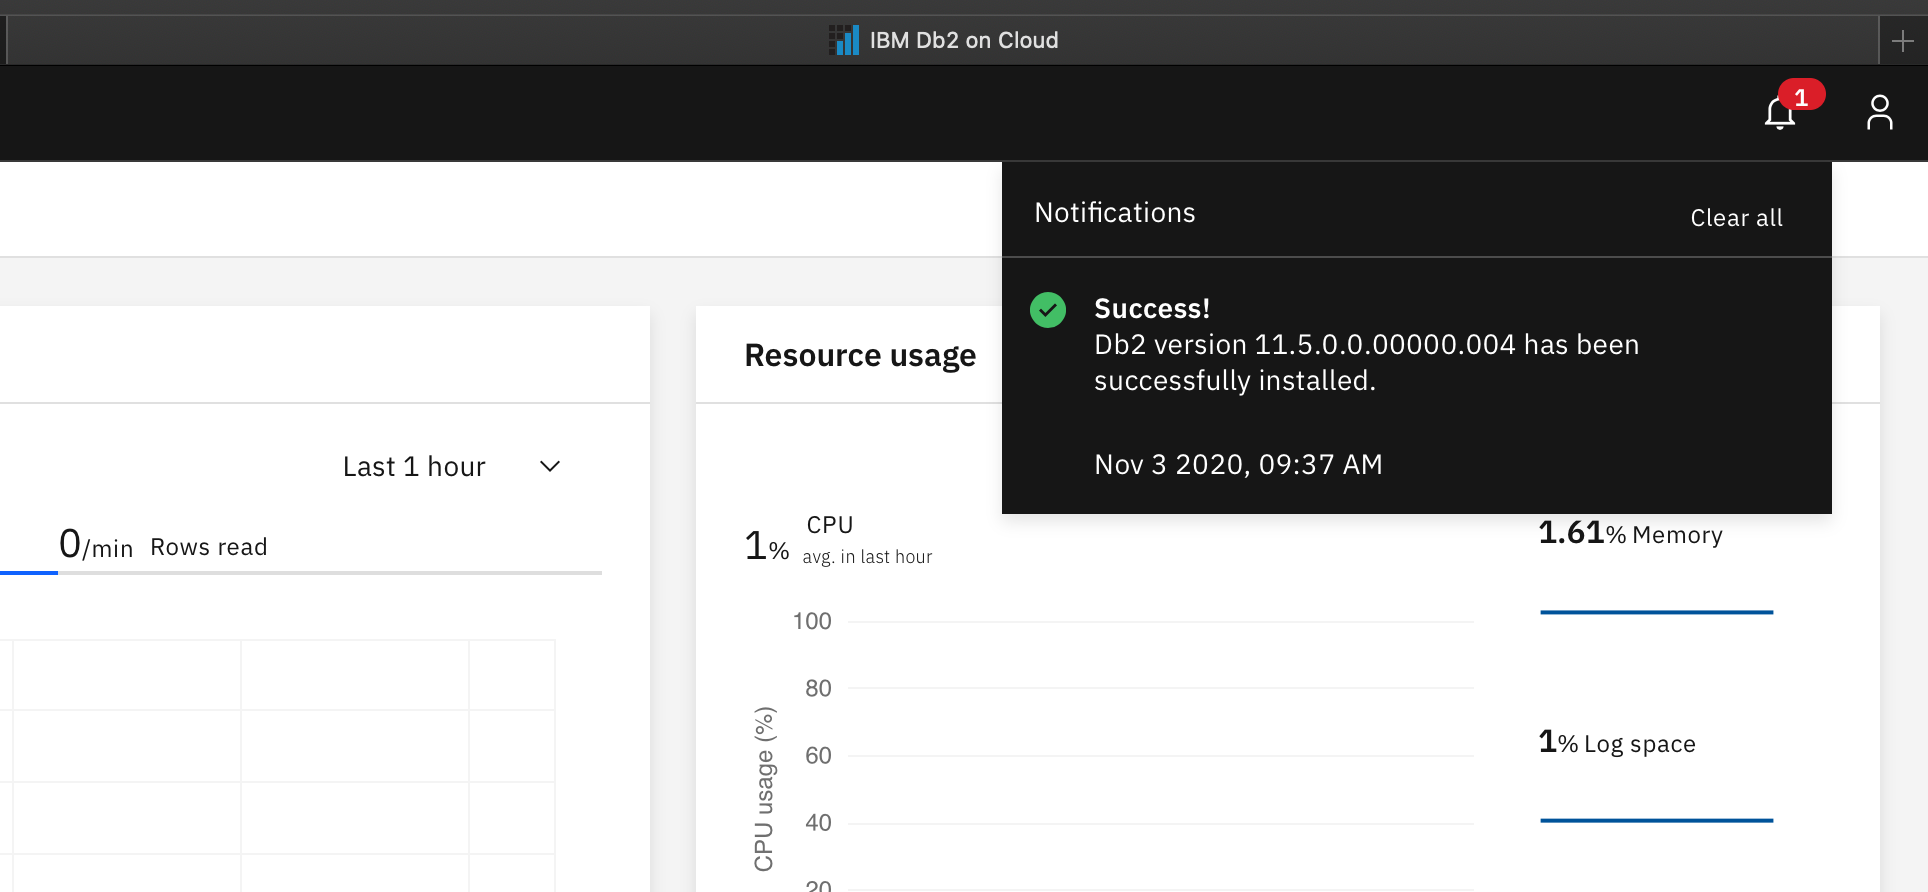 IBM Db2 on Cloud
1
Notifications
Clear all
Success!
Db2 version 11.5.0.0.00000.004 has been
successfully installed.
Nov 3 2020, 09:37 AM
Last 1 hour
0/min Rows read
Resource usage
1% CPU
avg. in last hour
1.61% Memory
1% Log space
CPU usage (%)
100
80
60
40
20